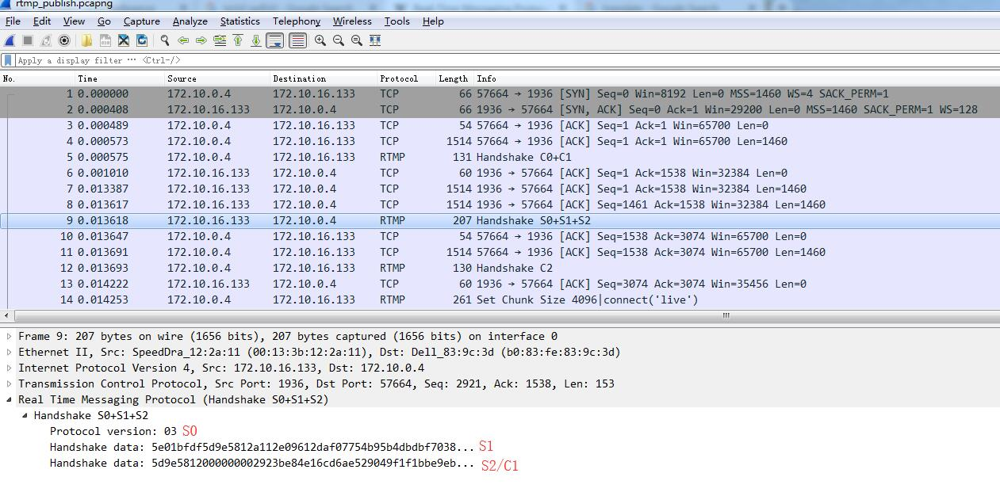 rtmp_publish.pcapng
File Edit View Go Capture Analyze Statistics Telephony Wireless Tools Help
Apply a display filter ... <Ctrl-/>
No. Time Source Destination Protocol Length Info
1 0.000000 172.10.0.4 172.10.16.133 TCP 66 57664 → 1936 [SYN] Seq=0 Win=8192 Len=0 MSS=1460 WS=4 SACK_PERM=1
2 0.000408 172.10.16.133 172.10.0.4 TCP 66 1936 → 57664 [SYN, ACK] Seq=0 Ack=1 Win=29200 Len=0 MSS=1460 SACK_PERM=1 WS=128
3 0.000489 172.10.0.4 172.10.16.133 TCP 54 57664 → 1936 [ACK] Seq=1 Ack=1 Win=65700 Len=0
4 0.000573 172.10.0.4 172.10.16.133 TCP 1514 57664 → 1936 [ACK] Seq=1 Ack=1 Win=65700 Len=1460
5 0.000575 172.10.0.4 172.10.16.133 RTMP 131 Handshake C0+C1
6 0.001010 172.10.16.133 172.10.0.4 TCP 60 1936 → 57664 [ACK] Seq=1 Ack=1538 Win=32384 Len=0
7 0.013387 172.10.16.133 172.10.0.4 TCP 1514 1936 → 57664 [ACK] Seq=1 Ack=1538 Win=32384 Len=1460
8 0.013617 172.10.16.133 172.10.0.4 TCP 1514 1936 → 57664 [ACK] Seq=1461 Ack=1538 Win=32384 Len=1460
9 0.013618 172.10.16.133 172.10.0.4 RTMP 207 Handshake S0+S1+S2
10 0.013647 172.10.0.4 172.10.16.133 TCP 54 57664 → 1936 [ACK] Seq=1538 Ack=3074 Win=65700 Len=0
11 0.013691 172.10.0.4 172.10.16.133 TCP 1514 57664 → 1936 [ACK] Seq=1538 Ack=3074 Win=65700 Len=1460
12 0.013693 172.10.0.4 172.10.16.133 RTMP 130 Handshake C2
13 0.014222 172.10.16.133 172.10.0.4 TCP 60 1936 → 57664 [ACK] Seq=3074 Ack=3074 Win=35456 Len=0
14 0.014253 172.10.0.4 172.10.16.133 RTMP 261 Set Chunk Size 4096|connect('live')
Frame 9: 207 bytes on wire (1656 bits), 207 bytes captured (1656 bits) on interface 0
Ethernet II, Src: SpeedDra_12:2a:11 (00:13:3b:12:2a:11), Dst: Dell_83:9c:3d (b0:83:fe:83:9c:3d)
Internet Protocol Version 4, Src: 172.10.16.133, Dst: 172.10.0.4
Transmission Control Protocol, Src Port: 1936, Dst Port: 57664, Seq: 2921, Ack: 1538, Len: 153
Real Time Messaging Protocol (Handshake S0+S1+S2)
Handshake S0+S1+S2
Protocol version: 03 S0
Handshake data: 5e01bfdf5d9e5812a112e09612daf07754b95b4dbdbf7038... S1
Handshake data: 5d9e5812000000002923be84e16cd6ae529049f1f1bbe9eb... S2/C1